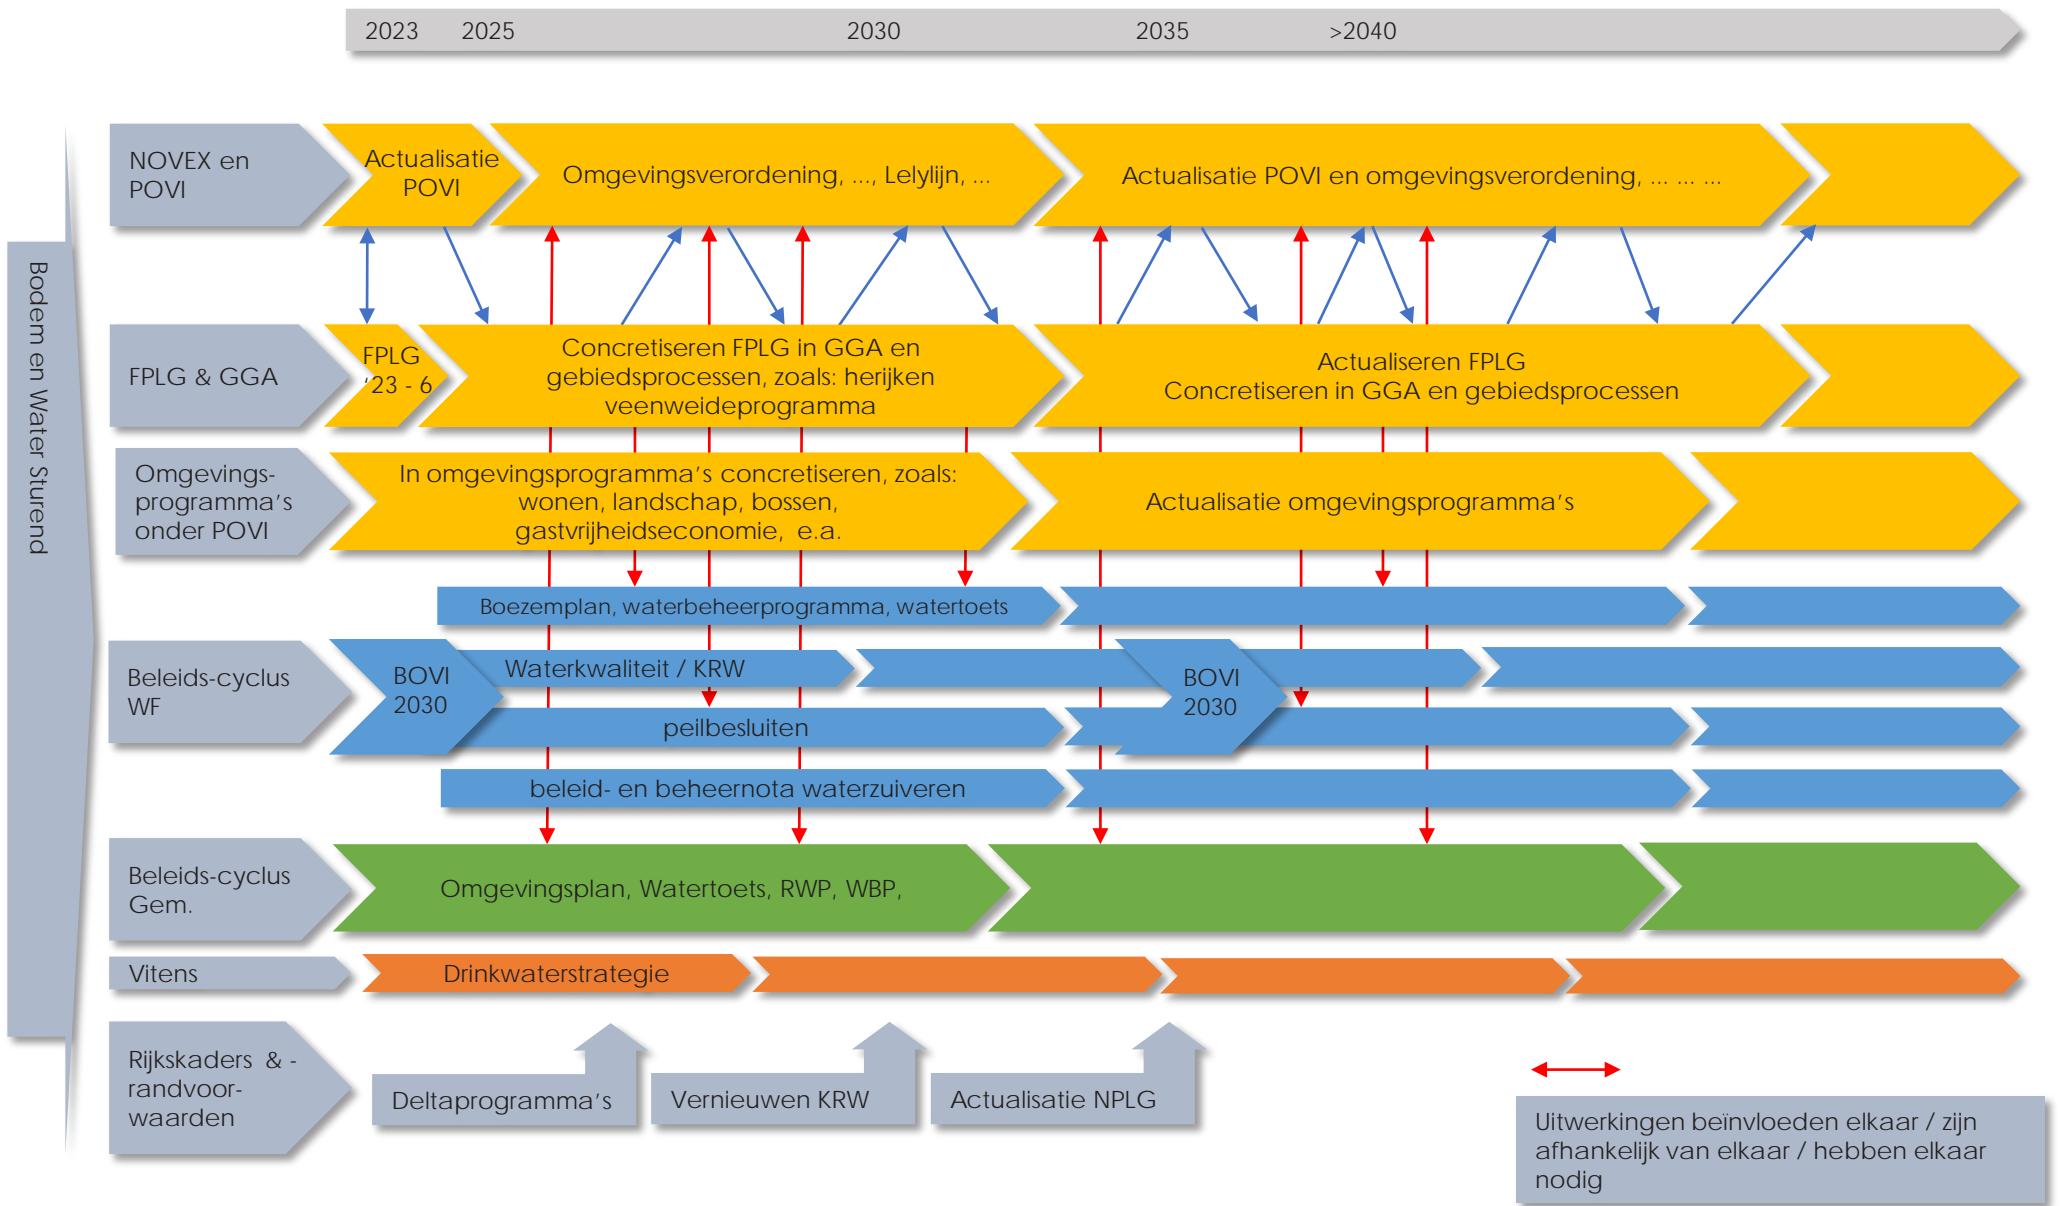 2023 2025 2030 2035 >2040
Bodem en Water Sturend
NOVEX en
POVI
Actualisatie
POVI
Omgevingsverordening, ..., Lelylijn, ...
Actualisatie POVI en omgevingsverordening, ... ... ...
FPLG & GGA
FPLG
'23 - 6
Concretiseren FPLG in GGA en
gebiedsprocessen, zoals: herijken
veenweideprogramma
Actualiseren FPLG
Concretiseren in GGA en gebiedsprocessen
Omgevings-
programma's
onder POVI
In omgevingsprogramma's concretiseren, zoals:
wonen, landschap, bossen,
gastvrijheidseconomie, e.a.
Actualisatie omgevingsprogramma's
Boezemplan, waterbeheerprogramma, watertoets
Beleids-cyclus
WF
BOVI
2030
Waterkwaliteit / KRW
BOVI
2030
peilbesluiten
beleid- en beheernota waterzuiveren
Beleids-cyclus
Gem.
Omgevingsplan, Watertoets, RWP, WBP,
Vitens
Drinkwaterstrategie
Rijkskaders & -
randvoor-
waarden
Deltaprogramma's
Vernieuwen KRW
Actualisatie NPLG
Uitwerkingen beïnvloeden elkaar / zijn
afhankelijk van elkaar / hebben elkaar
nodig